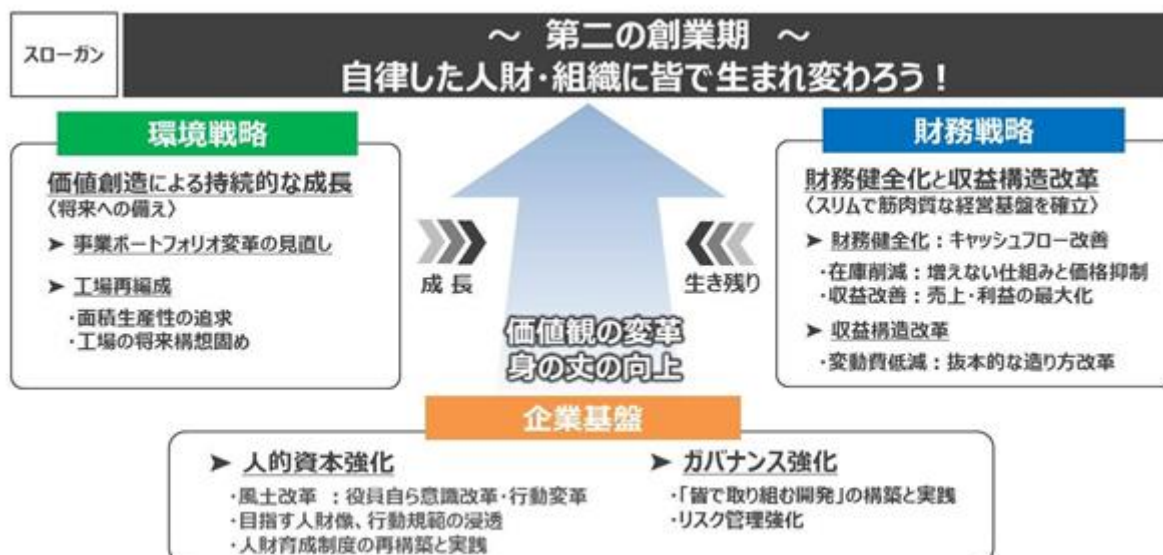 スローガン
～ 第二の創業期 ～
自律した人財・組織に皆で生まれ変わろう！
環境戦略
価値創造による持続的な成長
〈将来への備え〉
➤ 事業ポートフォリオ変革の見直し
➤ 工場再編成
・面積生産性の追求
・工場の将来構想固め
成 長
価値観の変革
身の丈の向上
生き残り
財務戦略
財務健全化と収益構造改革
〈スリムで筋肉質な経営基盤を確立〉
➤ 財務健全化：キャッシュフロー改善
・在庫削減：増えない仕組みと価格抑制
・収益改善：売上・利益の最大化
➤ 収益構造改革
・変動費低減：抜本的な造り方改革
企業基盤
➤ 人的資本強化
・風土改革 ：役員自ら意識改革・行動変革
・目指す人財像、行動規範の浸透
・人財育成制度の再構築と実践
➤ ガバナンス強化
・「皆で取り組む開発」の構築と実践
・リスク管理強化